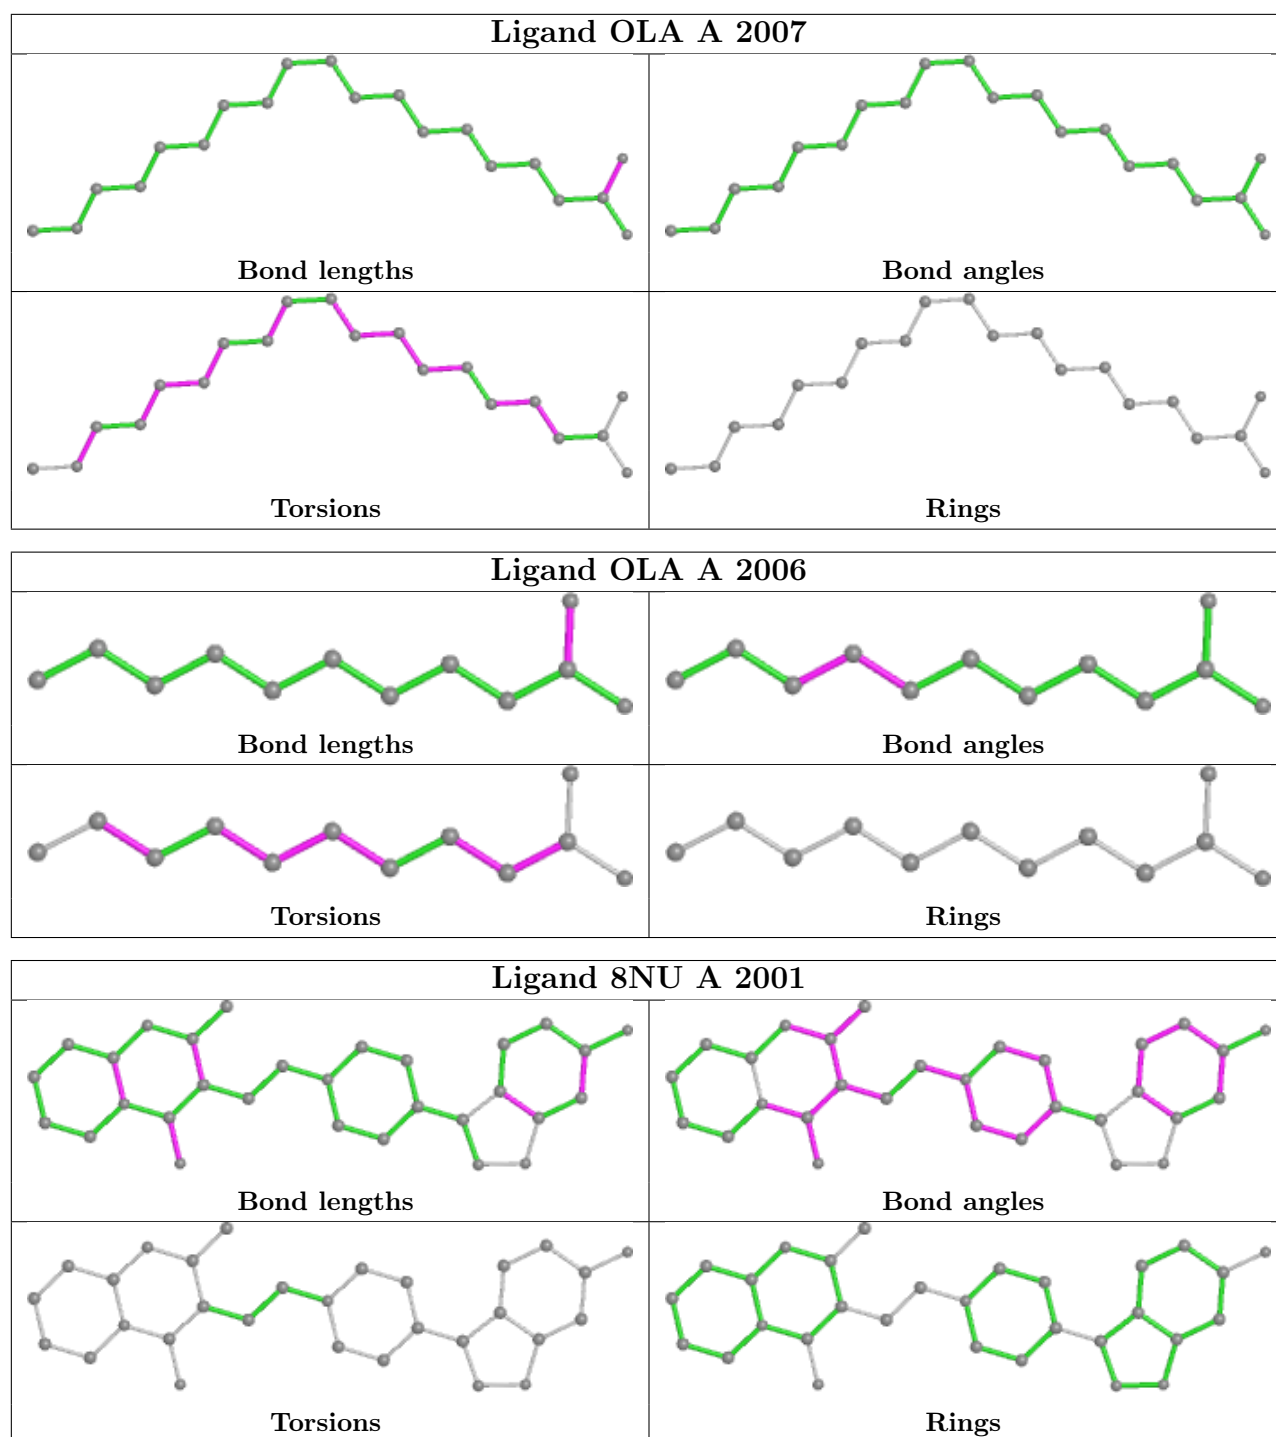 Ligand OLA A 2007
Bond lengths
Bond angles
Torsions
Rings
Ligand OLA A 2006
Bond lengths
Bond angles
Torsions
Rings
Ligand 8NU A 2001
Bond lengths
Bond angles
Torsions
Rings